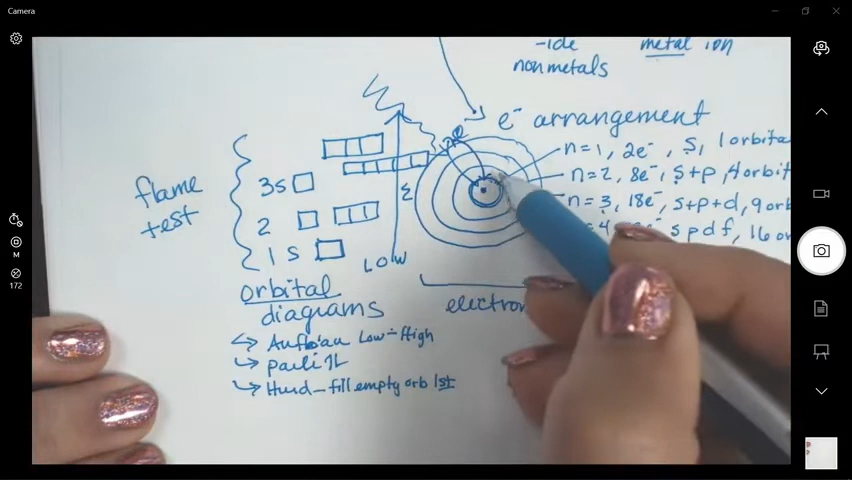 Camera
-ide
metal ion
nonmetals
e⁻ arrangement
n=1, 2e⁻, S, 1 orbita
n=2, 8e⁻, S+p, 4 orbit
n=3, 18e⁻, S+p+d, 9 orb
s p d f, 16 or
flame
test
3s
2
1 s
E
e
LOW
orbital
diagrams
Aufbau Low-High
pauli
Hund-fill empty orb 1st
electron
M
172